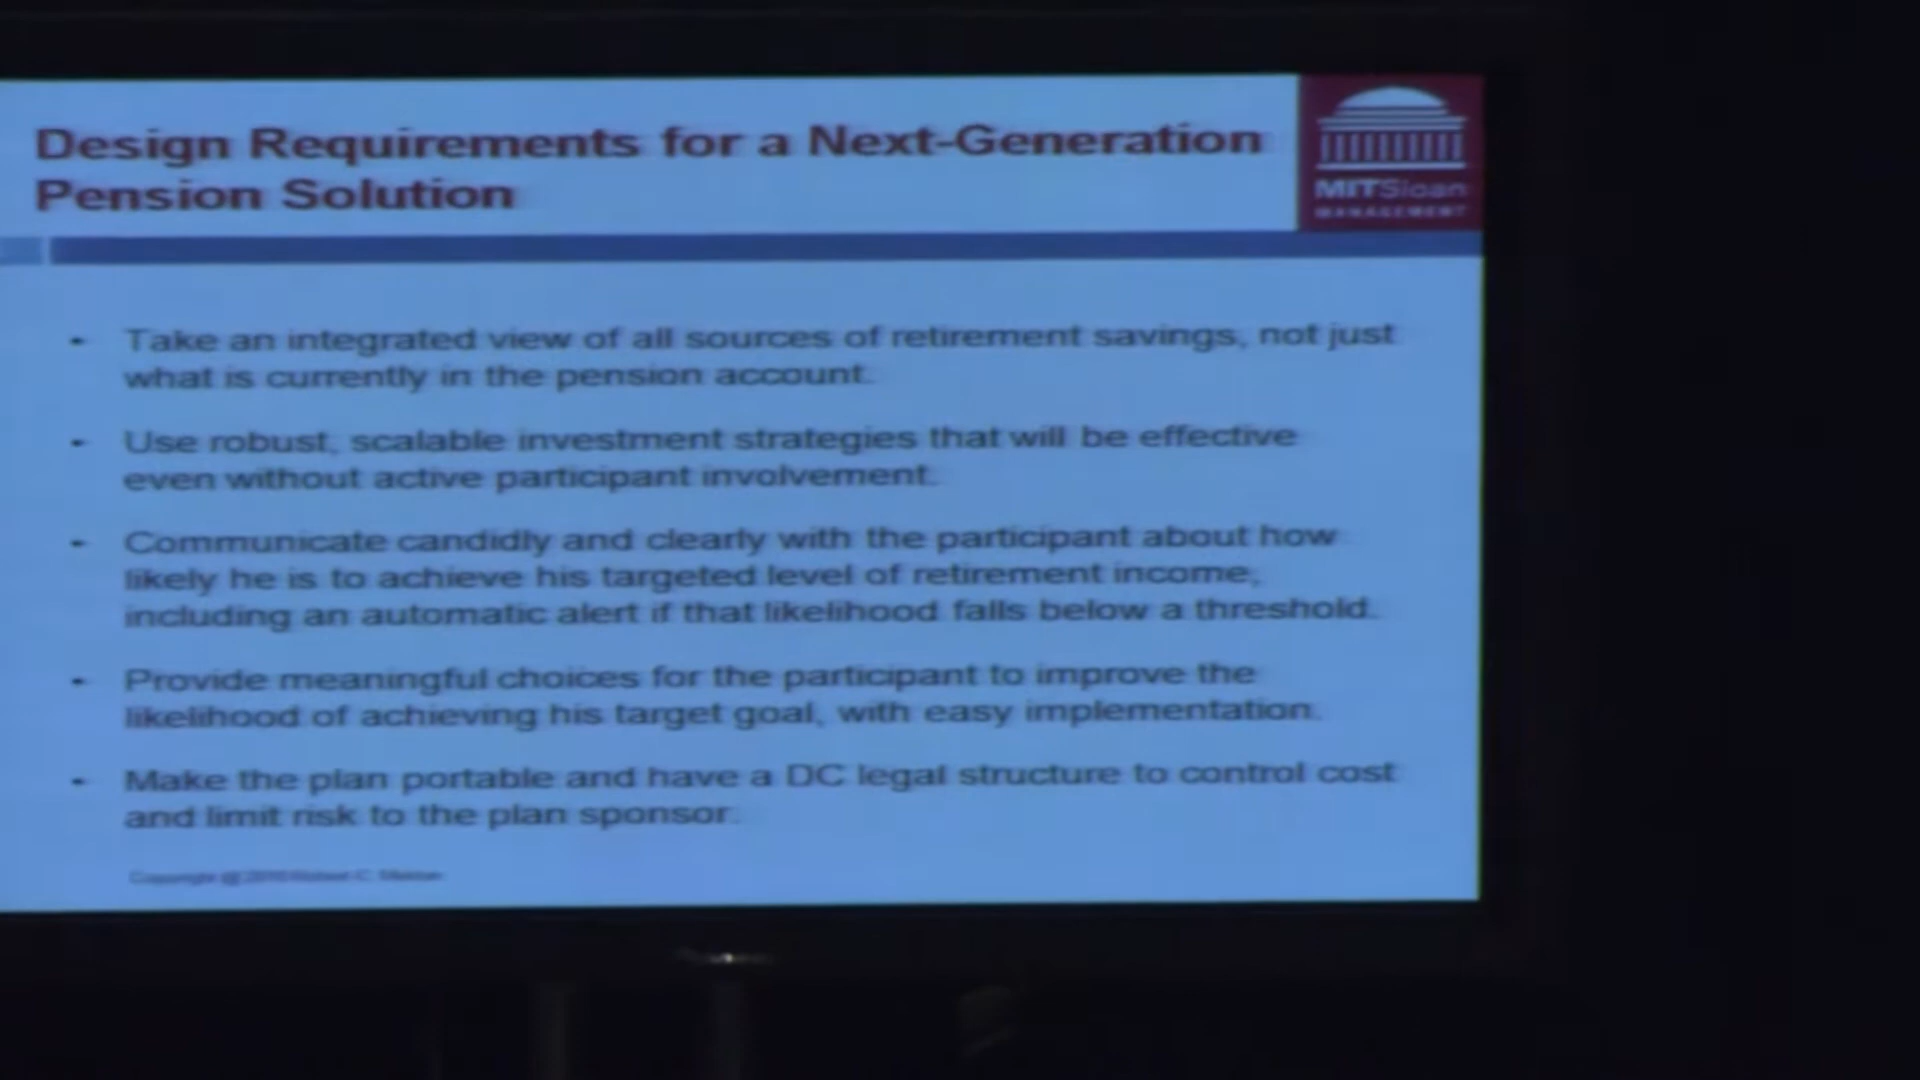 Design Requirements for a Next-Generation
Pension Solution
MITSloan
MANAGEMENT
- Take an integrated view of all sources of retirement savings, not just
what is currently in the pension account.
- Use robust, scalable investment strategies that will be effective
even without active participant involvement.
- Communicate candidly and clearly with the participant about how
likely he is to achieve his targeted level of retirement income,
including an automatic alert if that likelihood falls below a threshold.
- Provide meaningful choices for the participant to improve the
likelihood of achieving his target goal, with easy implementation.
- Make the plan portable and have a DC legal structure to control cost
and limit risk to the plan sponsor.
Copyright © Robert C. Merton